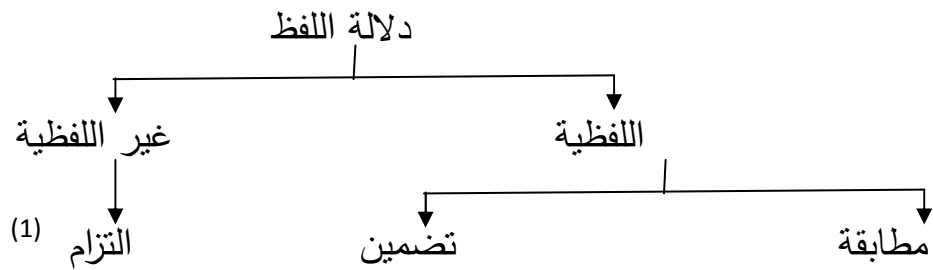 دلالة اللفظ
اللفظية غير اللفظية
مطابقة تضمين التزام (1)